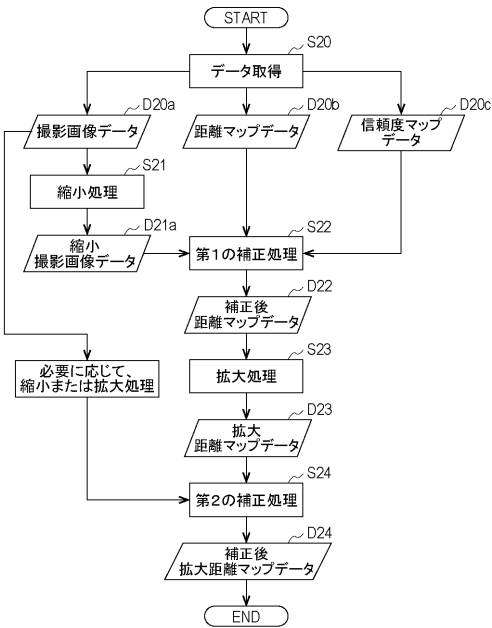 START
S20
データ取得
D20a
撮影画像データ
D20b
距離マップデータ
D20c
信頼度マップ
データ
S21
縮小処理
D21a
縮小
撮影画像データ
S22
第1の補正処理
D22
補正後
距離マップデータ
必要に応じて、
縮小または拡大処理
S23
拡大処理
D23
拡大
距離マップデータ
S24
第2の補正処理
D24
補正後
拡大距離マップデータ
END